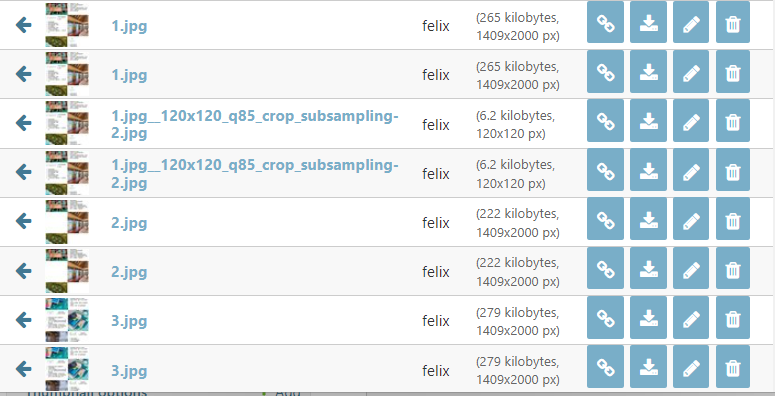 1.jpg felix (265 kilobytes,
1409x2000 px)
1.jpg felix (265 kilobytes,
1409x2000 px)
1.jpg__120x120_q85_crop_subsampling- felix (6.2 kilobytes,
2.jpg 120x120 px)
1.jpg__120x120_q85_crop_subsampling- felix (6.2 kilobytes,
2.jpg 120x120 px)
2.jpg felix (222 kilobytes,
1409x2000 px)
2.jpg felix (222 kilobytes,
1409x2000 px)
3.jpg felix (279 kilobytes,
1409x2000 px)
3.jpg felix (279 kilobytes,
1409x2000 px)
Thumbnail options Add